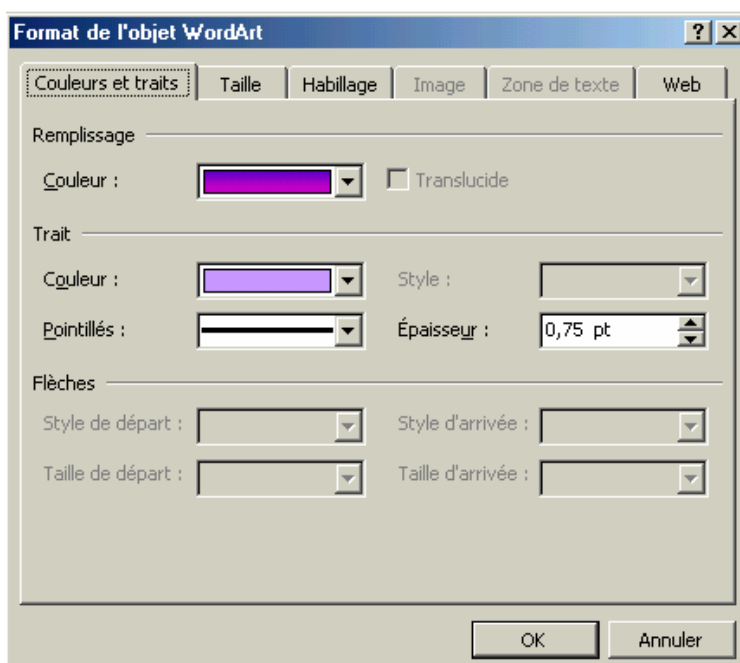 Format de l'objet WordArt
Couleurs et traits Taille Habillage Image Zone de texte Web
Remplissage
Couleur : Translucide
Trait
Couleur : Style :
Pointillés : Épaisseur : 0,75 pt
Flèches
Style de départ : Style d'arrivée :
Taille de départ : Taille d'arrivée :
OK Annuler